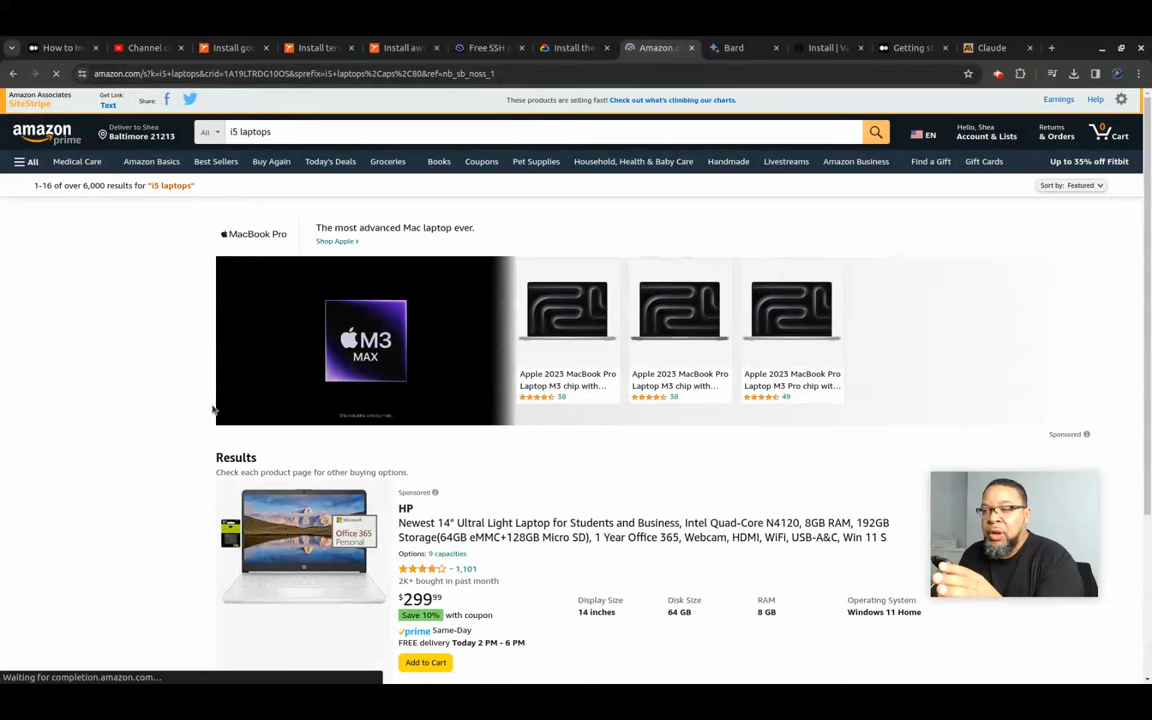 How to In
Channel c
Install goo
Install ter
Install aw
Free SSH c
Install the
Amazon.c
Bard
Install | Va
Getting st
Claude
amazon.com/s?k=i5+laptops&crid=1A19LTRDG10OS&sprefix=i5+laptops%2Caps%2C80&ref=nb_sb_noss_1
Amazon Associates
SiteStripe
Get Link:
Text
Share:
These products are selling fast! Check out what's climbing our charts.
Earnings
Help
amazon
prime
Deliver to Shea
Baltimore 21213
All
i5 laptops
EN
Hello, Shea
Account & Lists
Returns
& Orders
0
Cart
All
Medical Care
Amazon Basics
Best Sellers
Buy Again
Today's Deals
Groceries
Books
Coupons
Pet Supplies
Household, Health & Baby Care
Handmade
Livestreams
Amazon Business
Find a Gift
Gift Cards
Up to 35% off Fitbit
1-16 of over 6,000 results for "i5 laptops"
Sort by: Featured
MacBook Pro
The most advanced Mac laptop ever.
Shop Apple ›
M3
MAX
Apple 2023 MacBook Pro
Laptop M3 chip with…
38
Apple 2023 MacBook Pro
Laptop M3 chip with…
38
Apple 2023 MacBook Pro
Laptop M3 Pro chip wit…
49
Sponsored
Results
Check each product page for other buying options.
Microsoft
Office 365
Personal
Sponsored
HP
Newest 14" Ultral Light Laptop for Students and Business, Intel Quad-Core N4120, 8GB RAM, 192GB
Storage(64GB eMMC+128GB Micro SD), 1 Year Office 365, Webcam, HDMI, WiFi, USB-A&C, Win 11 S
Options: 9 capacities
1,101
2K+ bought in past month
$299.99
Save 10% with coupon
prime Same-Day
FREE delivery Today 2 PM - 6 PM
Add to Cart
Display Size
14 inches
Disk Size
64 GB
RAM
8 GB
Operating System
Windows 11 Home
Waiting for completion.amazon.com...